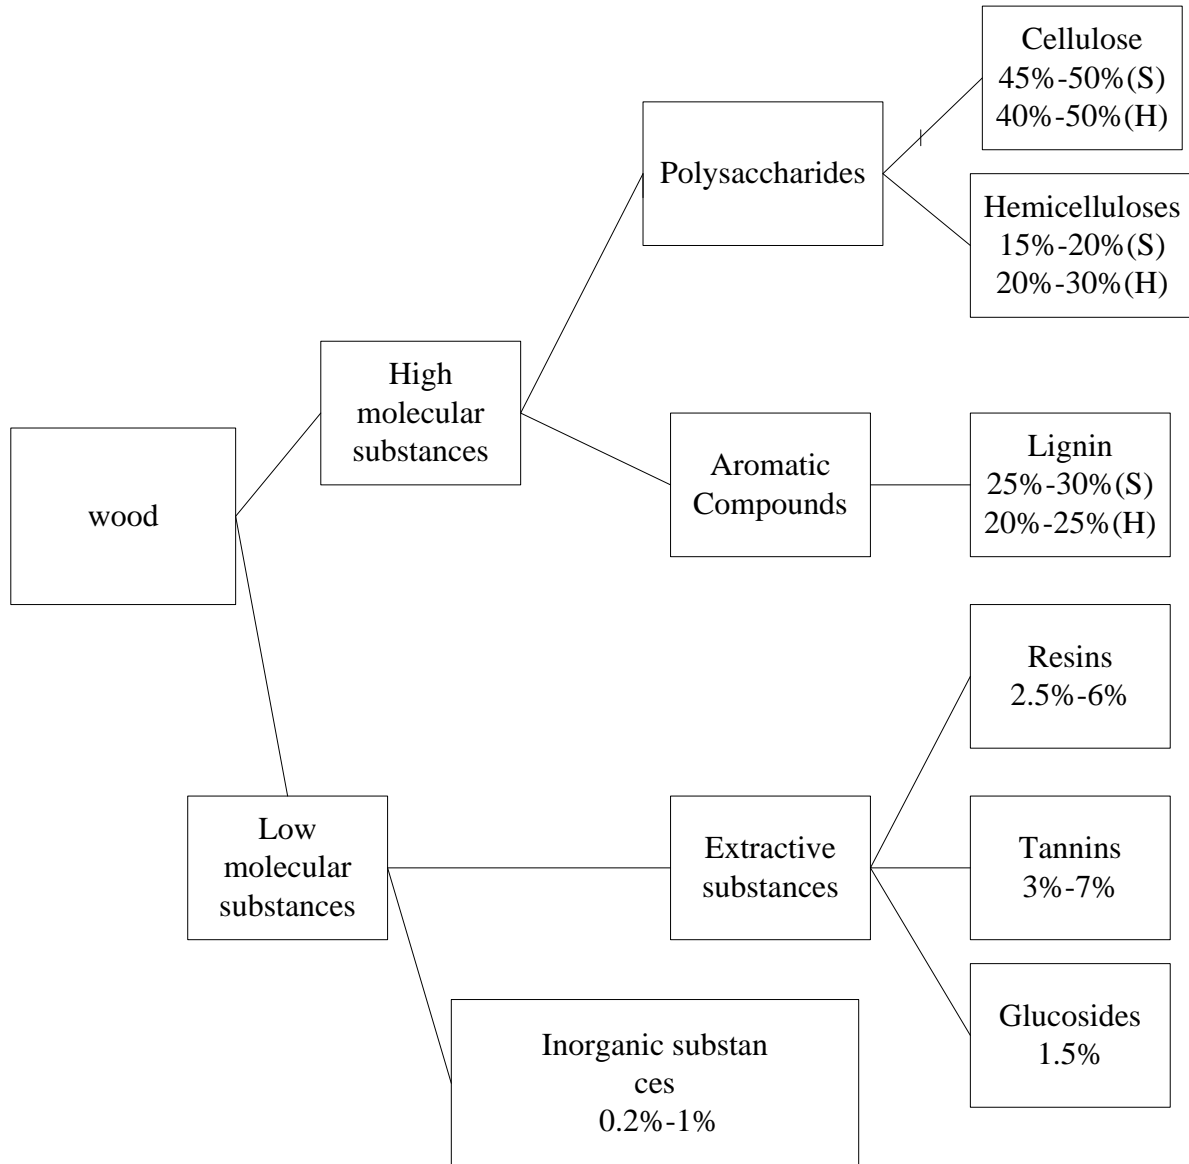 Cellulose
45%-50%(S)
40%-50%(H)
Polysaccharides
Hemicelluloses
15%-20%(S)
20%-30%(H)
High
molecular
substances
wood
Aromatic
Compounds
Lignin
25%-30%(S)
20%-25%(H)
Resins
2.5%-6%
Low
molecular
substances
Extractive
substances
Tannins
3%-7%
Glucosides
1.5%
Inorganic substan
ces
0.2%-1%